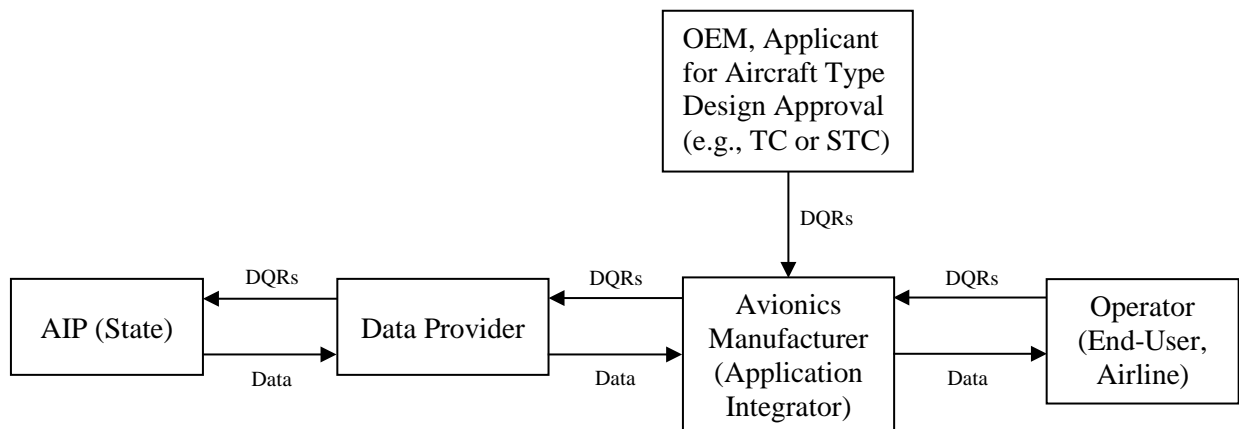 OEM, Applicant
for Aircraft Type
Design Approval
(e.g., TC or STC)
DQRs
DQRs
DQRs
DQRs
AIP (State)
Data Provider
Avionics
Manufacturer
(Application
Integrator)
Operator
(End-User,
Airline)
Data
Data
Data